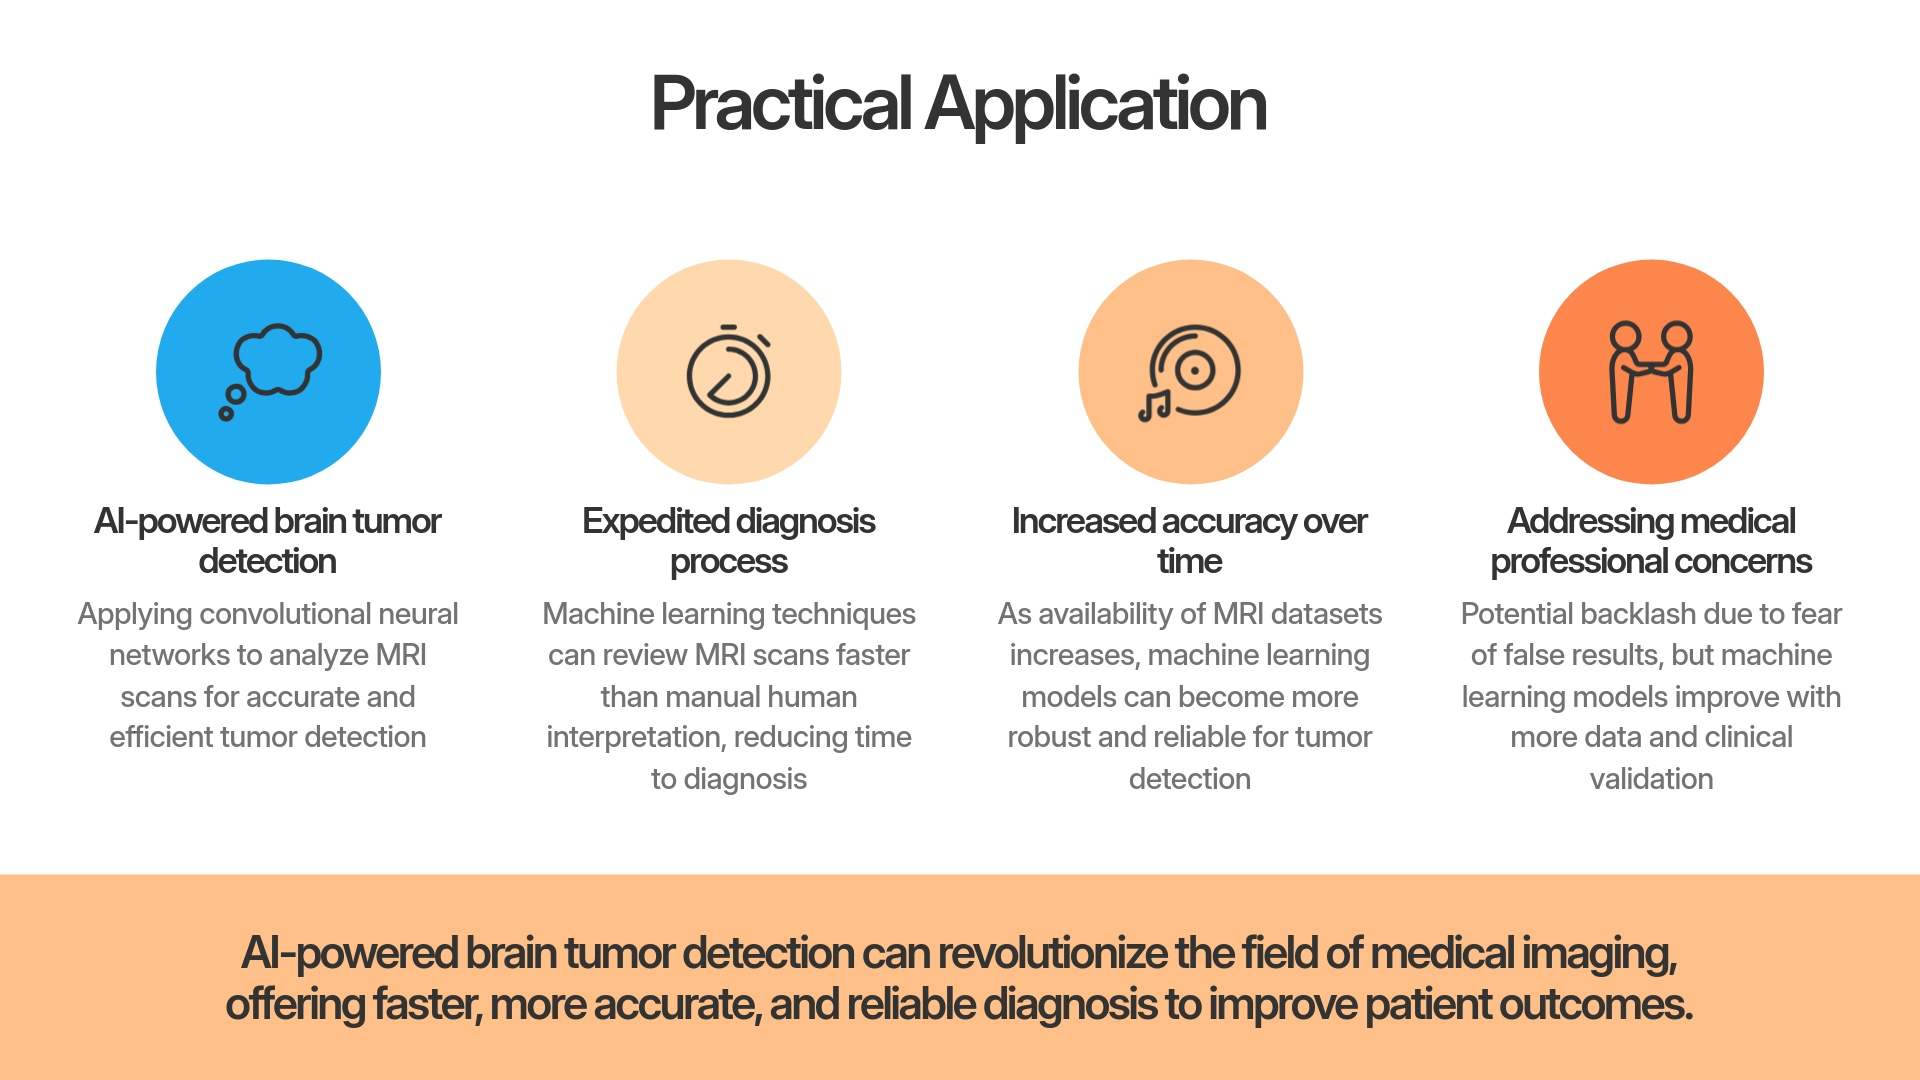 Practical Application
AI-powered brain tumor
detection
Applying convolutional neural
networks to analyze MRI
scans for accurate and
efficient tumor detection
Expedited diagnosis
process
Machine learning techniques
can review MRI scans faster
than manual human
interpretation, reducing time
to diagnosis
Increased accuracy over
time
As availability of MRI datasets
increases, machine learning
models can become more
robust and reliable for tumor
detection
Addressing medical
professional concerns
Potential backlash due to fear
of false results, but machine
learning models improve with
more data and clinical
validation
AI-powered brain tumor detection can revolutionize the field of medical imaging,
offering faster, more accurate, and reliable diagnosis to improve patient outcomes.